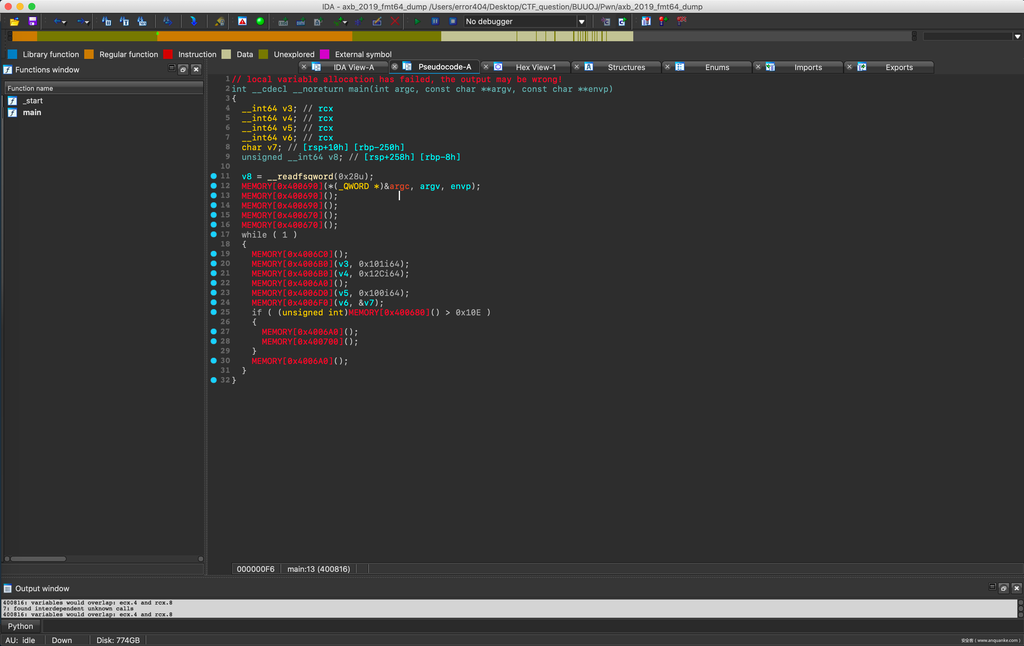 IDA - axb_2019_fmt64_dump /Users/error404/Desktop/CTF_question/BUUOJ/Pwn/axb_2019_fmt64_dump
No debugger
Library function Regular function Instruction Data Unexplored External symbol
Functions window
IDA View-A Pseudocode-A Hex View-1 Structures Enums Imports Exports
Function name
_start
main
1 // local variable allocation has failed, the output may be wrong!
2 int __cdecl __noreturn main(int argc, const char **argv, const char **envp)
3 {
4 __int64 v3; // rcx
5 __int64 v4; // rcx
6 __int64 v5; // rcx
7 __int64 v6; // rcx
8 char v7; // [rsp+10h] [rbp-250h]
9 unsigned __int64 v8; // [rsp+258h] [rbp-8h]
10
11 v8 = __readfsqword(0x28u);
12 MEMORY[0x400690](*(_QWORD *)&argc, argv, envp);
13 MEMORY[0x400690]();
14 MEMORY[0x400690]();
15 MEMORY[0x400670]();
16 MEMORY[0x400670]();
17 while ( 1 )
18 {
19 MEMORY[0x4006C0]();
20 MEMORY[0x4006B0](v3, 0x101i64);
21 MEMORY[0x4006B0](v4, 0x12Ci64);
22 MEMORY[0x4006A0]();
23 MEMORY[0x4006D0](v5, 0x100i64);
24 MEMORY[0x4006F0](v6, &v7);
25 if ( (unsigned int)MEMORY[0x400680]() > 0x10E )
26 {
27 MEMORY[0x4006A0]();
28 MEMORY[0x400700]();
29 }
30 MEMORY[0x4006A0]();
31 }
32 }
000000F6 main:13 (400816)
Output window
400816: variables would overlap: ecx.4 and rcx.8
7: found interdependent unknown calls
400816: variables would overlap: ecx.4 and rcx.8
Python
AU: idle Down Disk: 774GB
安安客 ( www.anquanke.com )